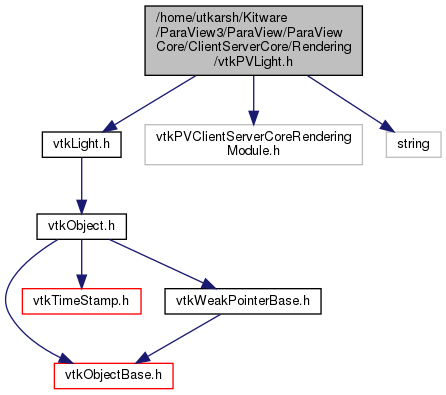 /home/utkarsh/Kitware
/ParaView3/ParaView/ParaView
Core/ClientServerCore/Rendering
/vtkPVLight.h
vtkLight.h
vtkPVClientServerCoreRendering
Module.h
string
vtkObject.h
vtkTimeStamp.h
vtkWeakPointerBase.h
vtkObjectBase.h